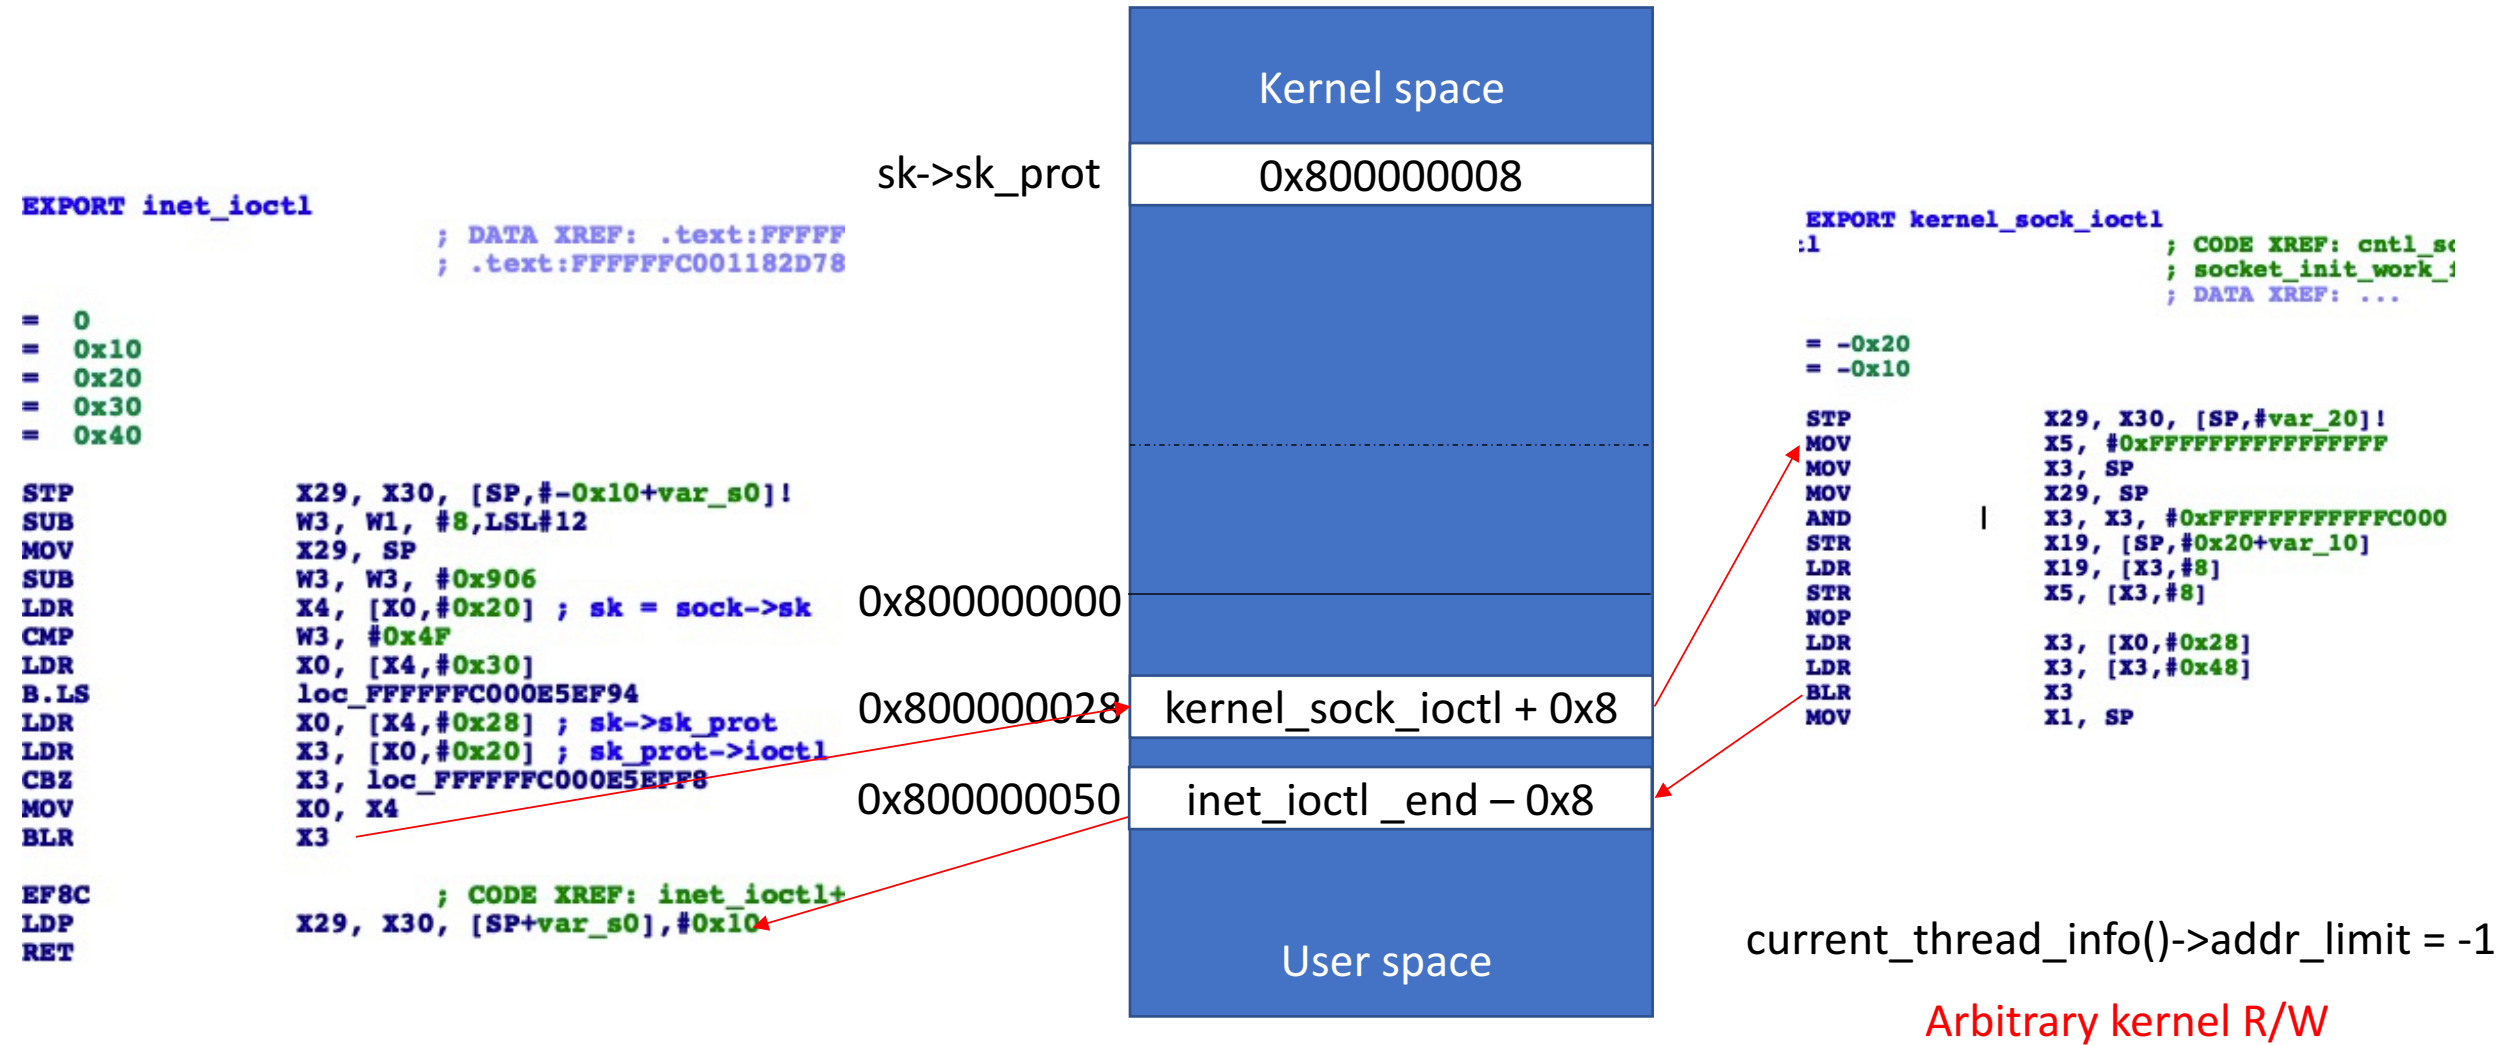 EXPORT inet_ioctl
; DATA XREF: .text:FFFFF
; .text:FFFFFFC001182D78
= 0
= 0x10
= 0x20
= 0x30
= 0x40
STP X29, X30, [SP,#-0x10+var_s0]!
SUB W3, W1, #8,LSL#12
MOV X29, SP
SUB W3, W3, #0x906
LDR X4, [X0,#0x20] ; sk = sock->sk
CMP W3, #0x4F
LDR X0, [X4,#0x30]
B.LS loc_FFFFFFC000E5EF94
LDR X0, [X4,#0x28] ; sk->sk_prot
LDR X3, [X0,#0x20] ; sk_prot->ioctl
CBZ X3, loc_FFFFFFC000E5EFF8
MOV X0, X4
BLR X3
EF8C ; CODE XREF: inet_ioctl+
LDP X29, X30, [SP+var_s0],#0x10
RET
Kernel space
sk->sk_prot 0x800000008
0x800000000
0x800000028 kernel_sock_ioctl + 0x8
0x800000050 inet_ioctl _end – 0x8
User space
EXPORT kernel_sock_ioctl
:l ; CODE XREF: cntl_so
; socket_init_work_f
; DATA XREF: ...
= -0x20
= -0x10
STP X29, X30, [SP,#var_20]!
MOV X5, #0xFFFFFFFFFFFFFFFF
MOV X3, SP
MOV X29, SP
AND X3, X3, #0xFFFFFFFFFFFFC000
STR X19, [SP,#0x20+var_10]
LDR X19, [X3,#8]
STR X5, [X3,#8]
NOP
LDR X3, [X0,#0x28]
LDR X3, [X3,#0x48]
BLR X3
MOV X1, SP
current_thread_info()->addr_limit = -1
Arbitrary kernel R/W